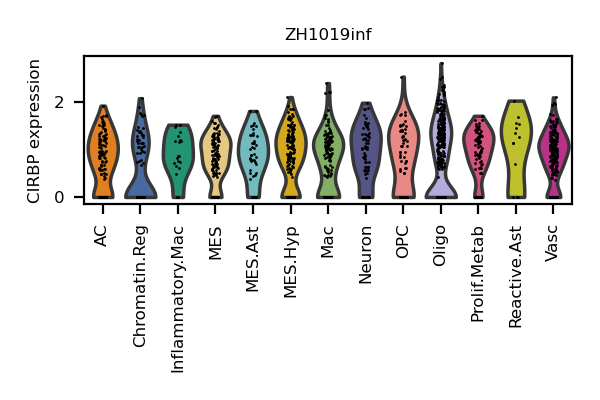 ZH1019inf
CIRBP expression
2
0
AC
Chromatin.Reg
Inflammatory.Mac
MES
MES.Ast
MES.Hyp
Mac
Neuron
OPC
Oligo
Prolif.Metab
Reactive.Ast
Vasc